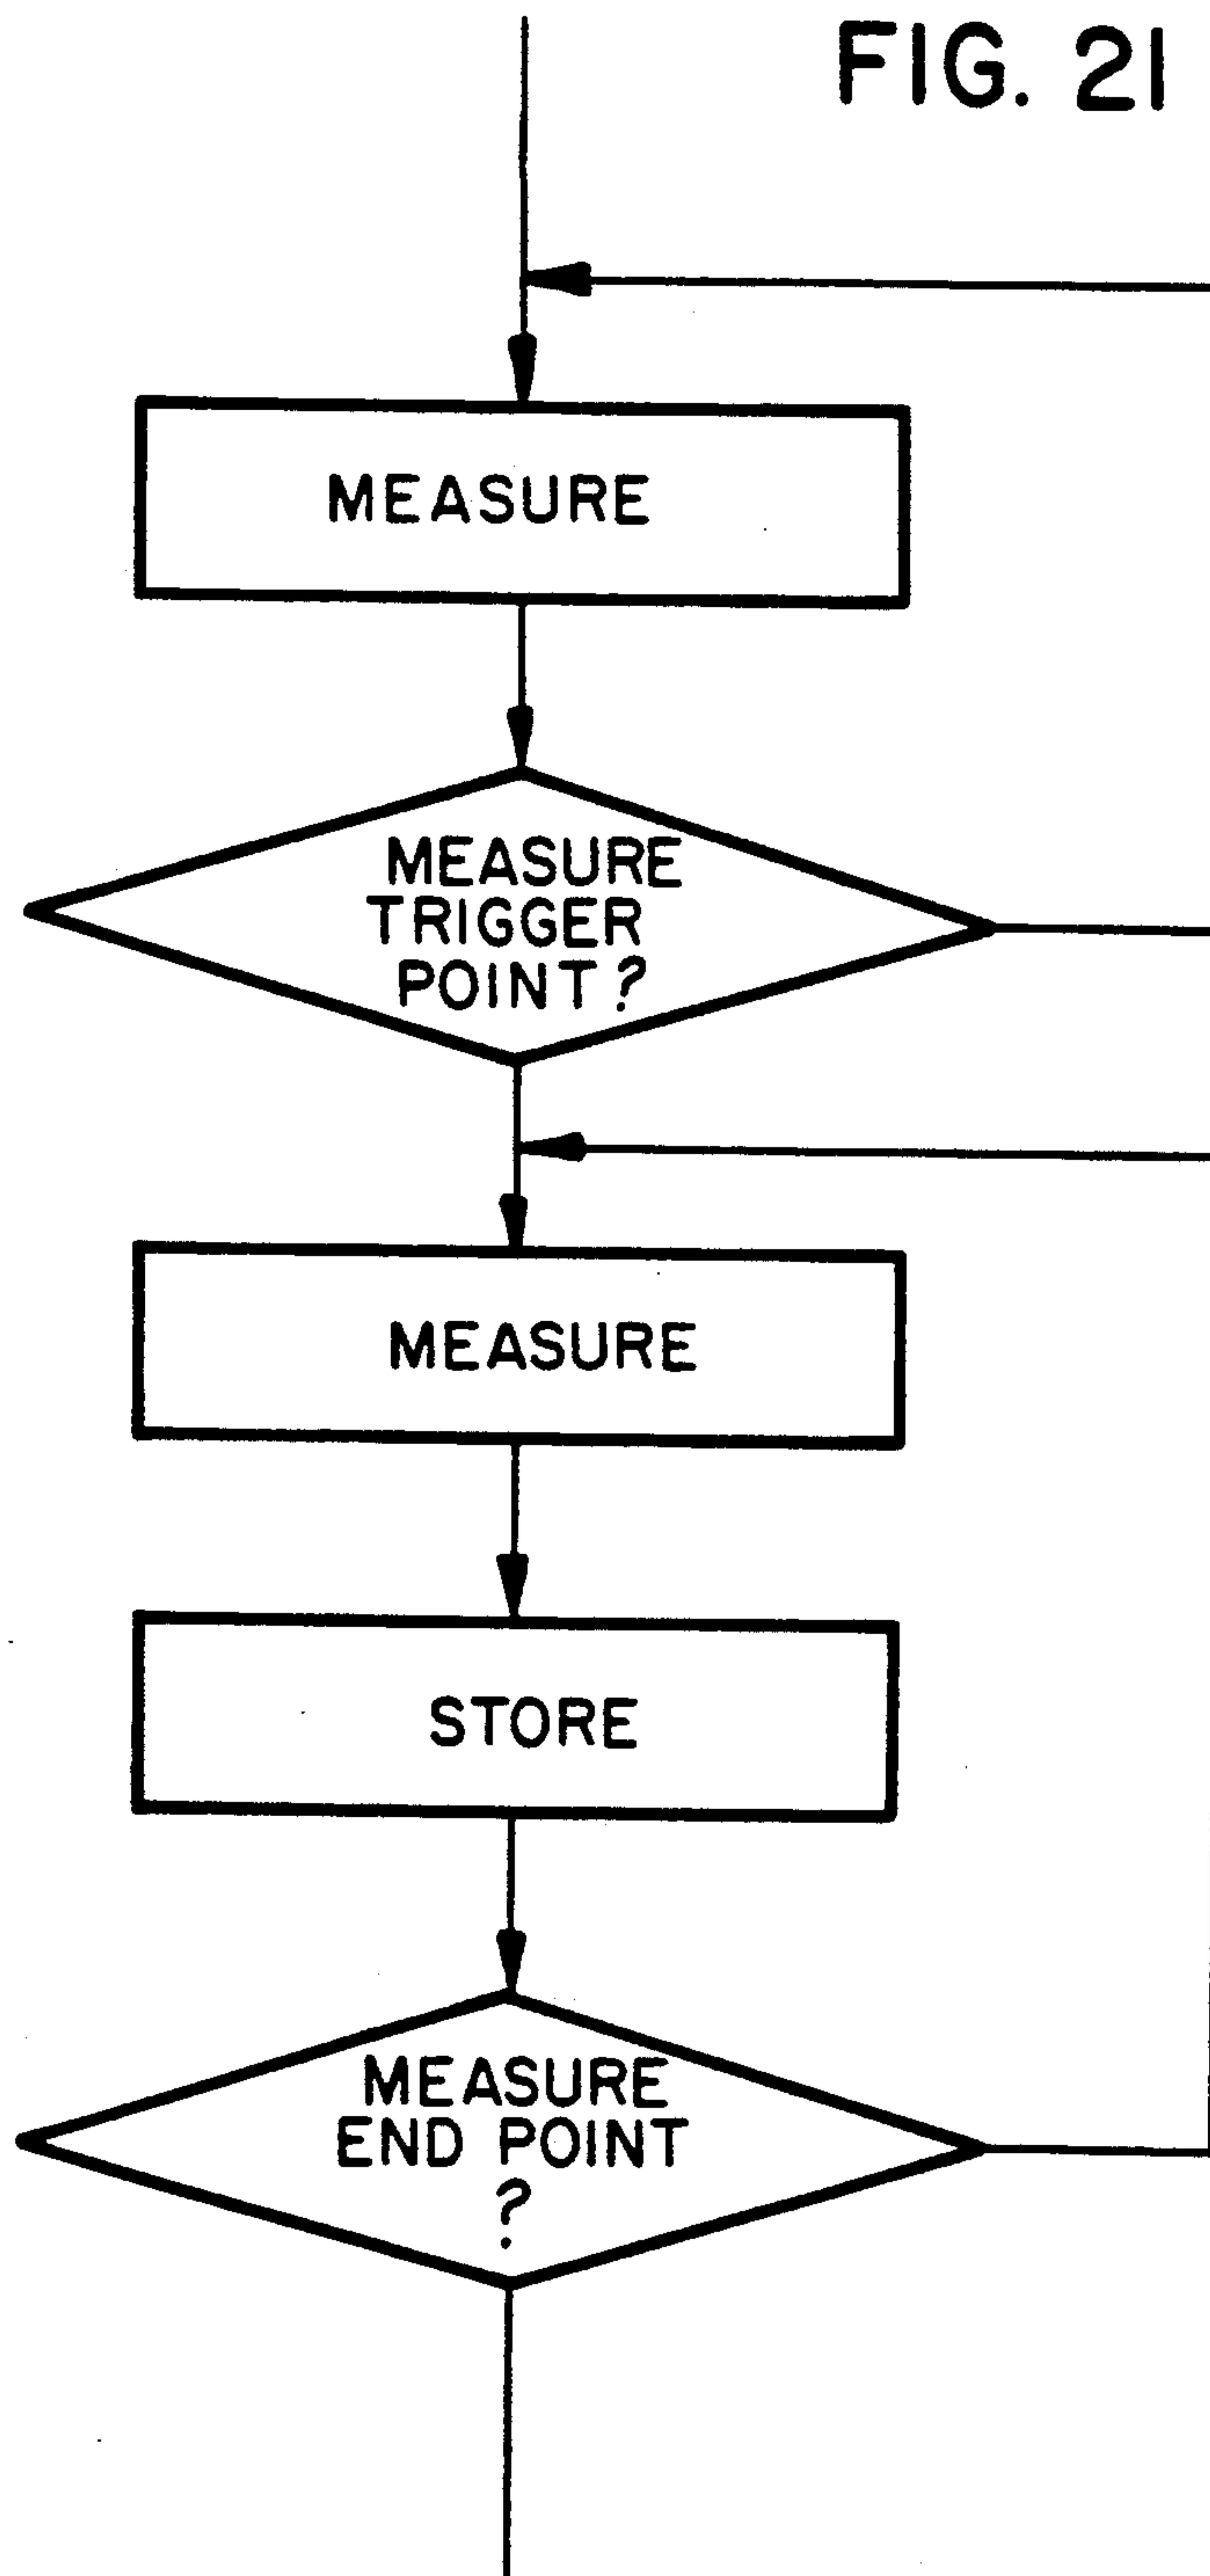 FIG. 21
MEASURE
MEASURE
TRIGGER
POINT?
MEASURE
STORE
MEASURE
END POINT
?